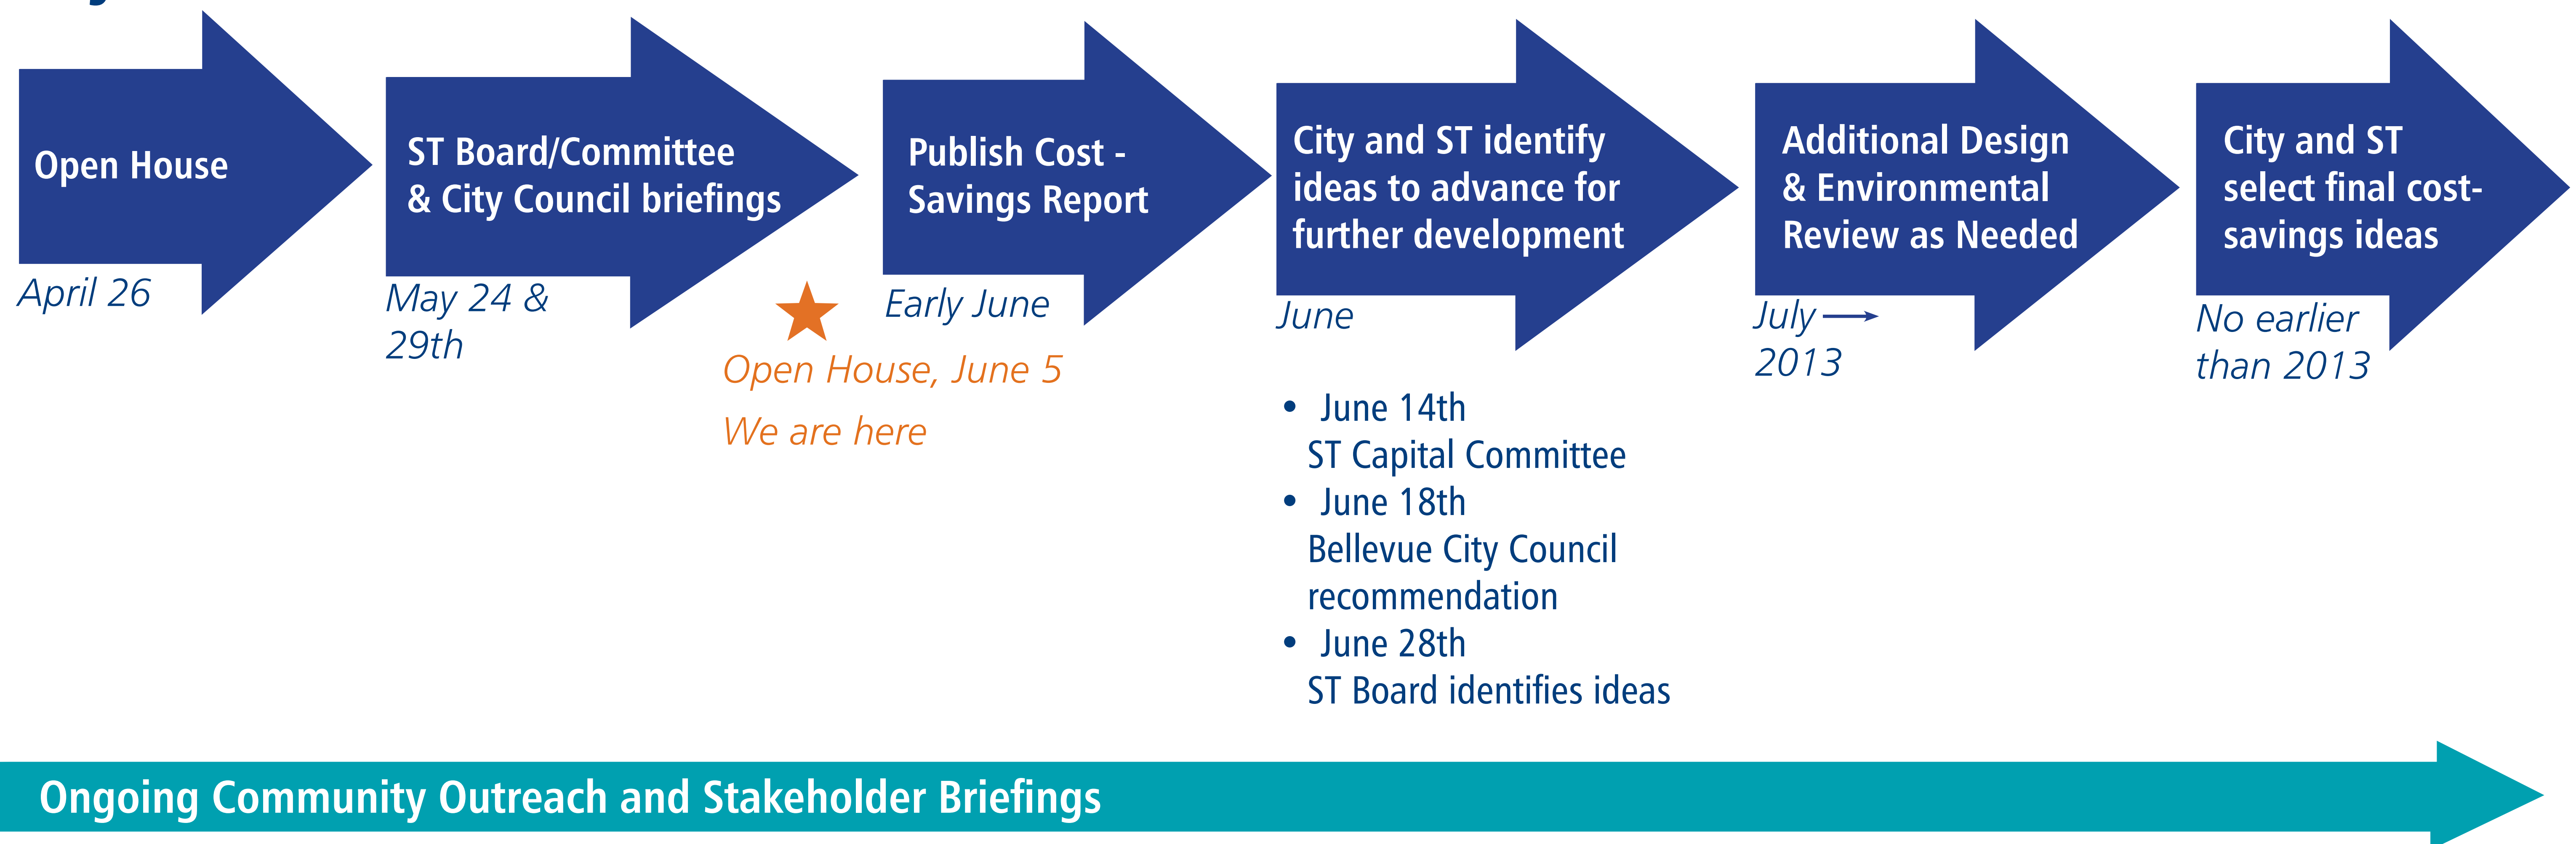 Open House
April 26
ST Board/Committee
& City Council briefings
May 24 &
29th
Open House, June 5
We are here
Publish Cost -
Savings Report
Early June
City and ST identify
ideas to advance for
further development
June
• June 14th
ST Capital Committee
• June 18th
Bellevue City Council
recommendation
• June 28th
ST Board identifies ideas
Additional Design
& Environmental
Review as Needed
July
2013
City and ST
select final cost-
savings ideas
No earlier
than 2013
Ongoing Community Outreach and Stakeholder Briefings